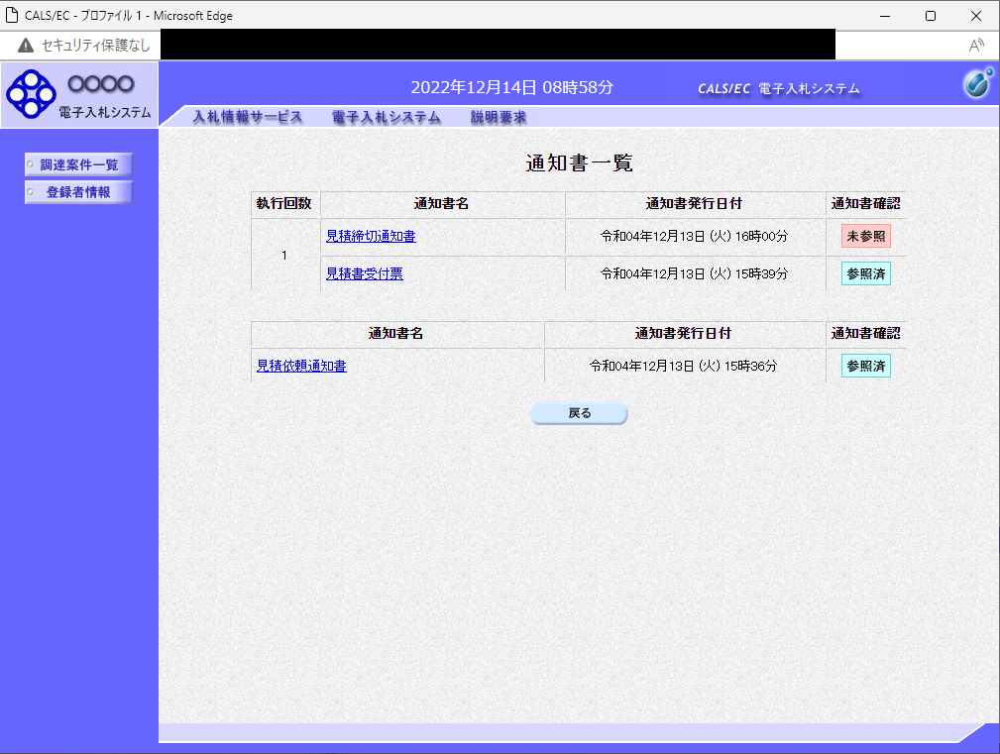 CALS/EC - プロファイル 1 - Microsoft Edge
セキュリティ保護なし
2022年12月14日 08時58分
CALS/EC 電子入札システム
〇〇〇〇
電子入札システム
入札情報サービス 電子入札システム 説明要求
調達案件一覧
登録者情報
通知書一覧
執行回数 通知書名 通知書発行日付 通知書確認
1
見積締切通知書 令和04年12月13日 (火) 16時00分 未参照
見積書受付票 令和04年12月13日 (火) 15時39分 参照済
通知書名 通知書発行日付 通知書確認
見積依頼通知書 令和04年12月13日 (火) 15時36分 参照済
戻る